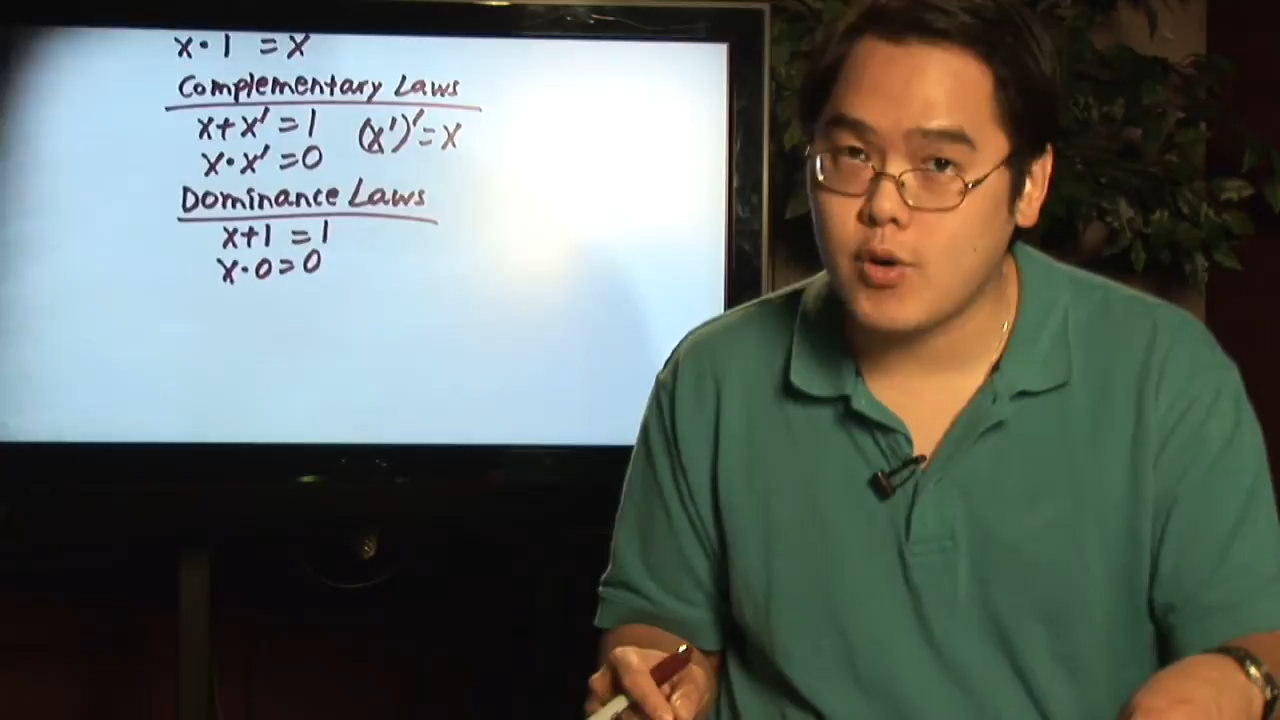 x·1 = x
Complementary Laws
x+x' = 1 (x')' = x
x·x' = 0
Dominance Laws
x+1 = 1
x·0 = 0